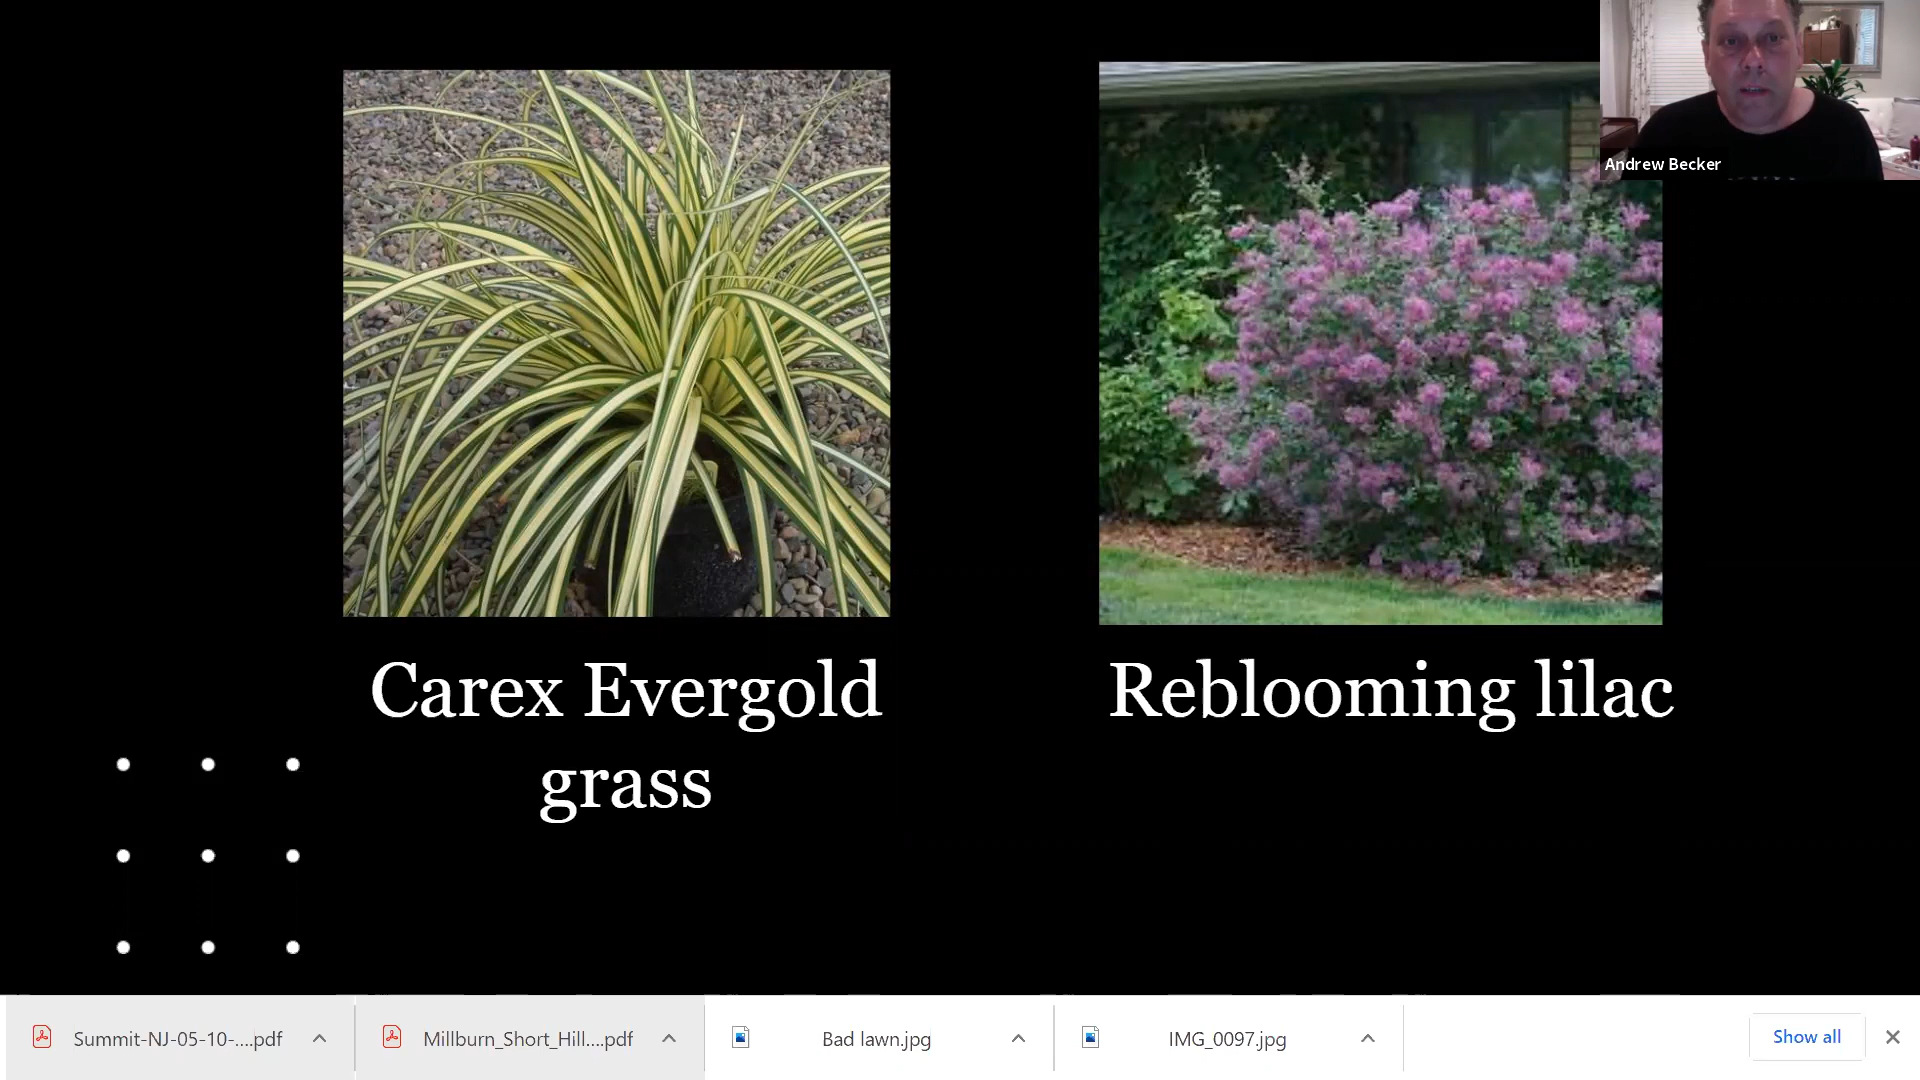 Andrew Becker
Carex Evergold
grass
Reblooming lilac
Summit-NJ-05-10-....pdf
Millburn_Short_Hill....pdf
Bad lawn.jpg
IMG_0097.jpg
Show all